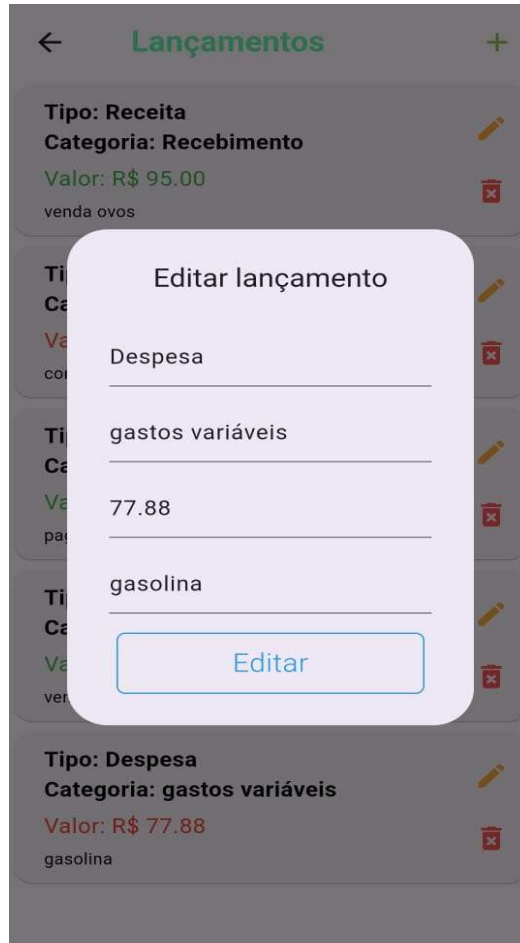 Lançamentos
Tipo: Receita
Categoria: Recebimento
Valor: R$ 95.00
venda ovos
Editar lançamento
Despesa
gastos variáveis
77.88
gasolina
Editar
Tipo: Despesa
Categoria: gastos variáveis
Valor: R$ 77.88
gasolina